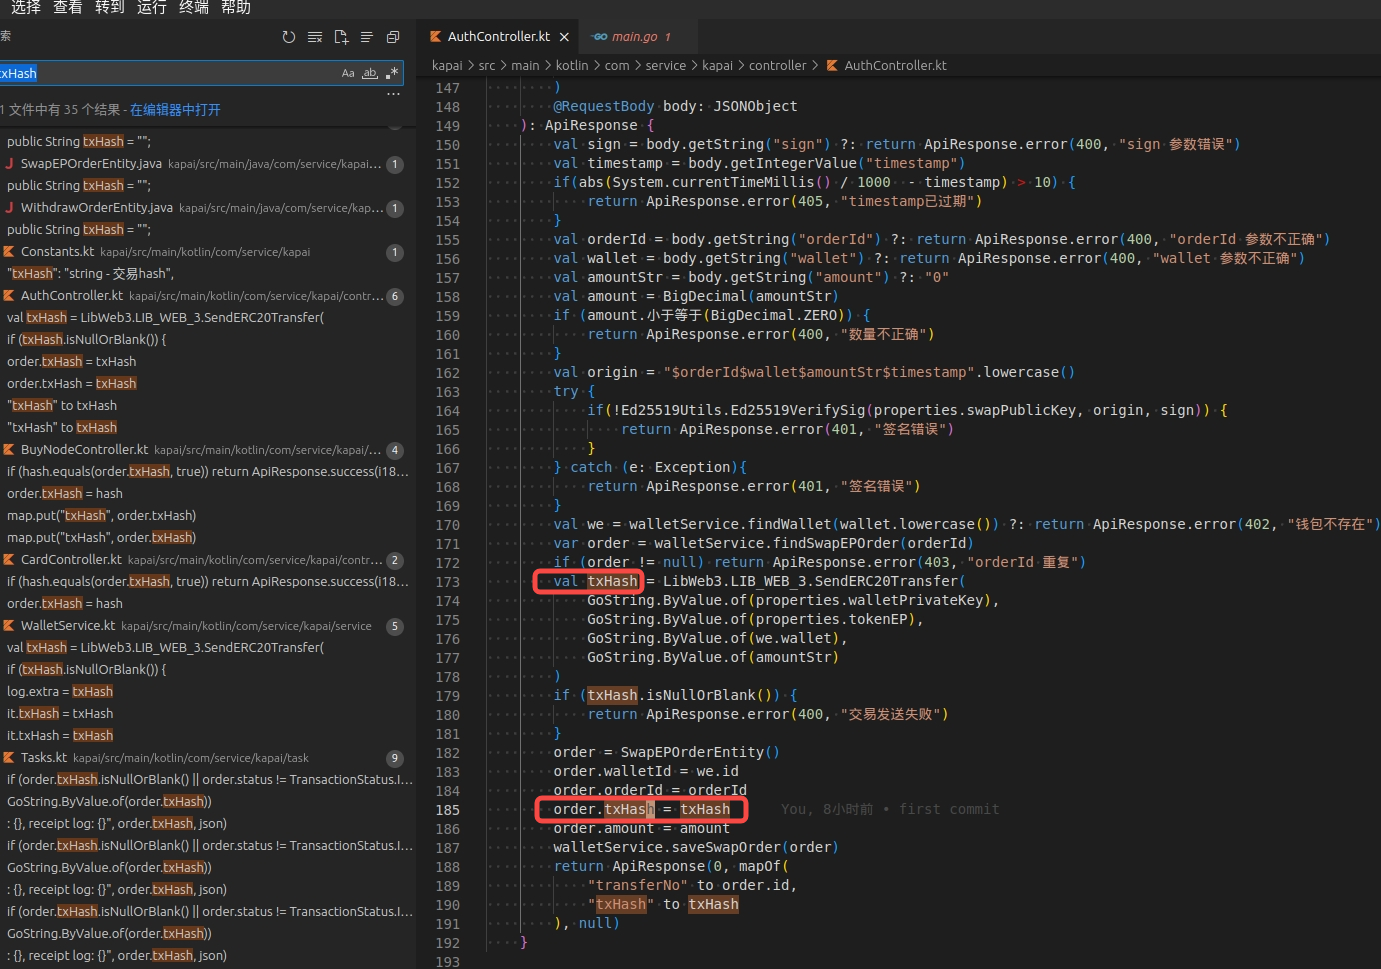 选择 查看 转到 运行 终端 帮助
索
txHash
Aa ab .*
1 文件中有 35 个结果 - 在编辑器中打开
public String txHash = "";
SwapEPOrderEntity.java kapai/src/main/java/com/service/kapai... 1
public String txHash = "";
WithdrawOrderEntity.java kapai/src/main/java/com/service/kap... 1
public String txHash = "";
Constants.kt kapai/src/main/kotlin/com/service/kapai 1
"txHash": "string - 交易hash",
AuthController.kt kapai/src/main/kotlin/com/service/kapai/contr... 6
val txHash = LibWeb3.LIB_WEB_3.SendERC20Transfer(
if (txHash.isNullOrBlank()) {
order.txHash = txHash
order.txHash = txHash
"txHash" to txHash
"txHash" to txHash
BuyNodeController.kt kapai/src/main/kotlin/com/service/kapai/... 4
if (hash.equals(order.txHash, true)) return ApiResponse.success(i18...
order.txHash = hash
map.put("txHash", order.txHash)
map.put("txHash", order.txHash)
CardController.kt kapai/src/main/kotlin/com/service/kapai/contr... 2
if (hash.equals(order.txHash, true)) return ApiResponse.success(i18...
order.txHash = hash
WalletService.kt kapai/src/main/kotlin/com/service/kapai/service 5
val txHash = LibWeb3.LIB_WEB_3.SendERC20Transfer(
if (txHash.isNullOrBlank()) {
log.extra = txHash
it.txHash = txHash
it.txHash = txHash
Tasks.kt kapai/src/main/kotlin/com/service/kapai/task 9
if (order.txHash.isNullOrBlank() || order.status != TransactionStatus.I...
GoString.ByValue.of(order.txHash))
: {}, receipt log: {}", order.txHash, json)
if (order.txHash.isNullOrBlank() || order.status != TransactionStatus.I...
GoString.ByValue.of(order.txHash))
: {}, receipt log: {}", order.txHash, json)
if (order.txHash.isNullOrBlank() || order.status != TransactionStatus.I...
GoString.ByValue.of(order.txHash))
: {}, receipt log: {}", order.txHash, json)
AuthController.kt main.go 1
kapai > src > main > kotlin > com > service > kapai > controller > AuthController.kt
147 )
148 @RequestBody body: JSONObject
149 ): ApiResponse {
150 val sign = body.getString("sign") ?: return ApiResponse.error(400, "sign 参数错误")
151 val timestamp = body.getIntegerValue("timestamp")
152 if(abs(System.currentTimeMillis() / 1000 - timestamp) > 10) {
153 return ApiResponse.error(405, "timestamp已过期")
154 }
155 val orderId = body.getString("orderId") ?: return ApiResponse.error(400, "orderId 参数不正确")
156 val wallet = body.getString("wallet") ?: return ApiResponse.error(400, "wallet 参数不正确")
157 val amountStr = body.getString("amount") ?: "0"
158 val amount = BigDecimal(amountStr)
159 if (amount.小于等于(BigDecimal.ZERO)) {
160 return ApiResponse.error(400, "数量不正确")
161 }
162 val origin = "$orderId$wallet$amountStr$timestamp".lowercase()
163 try {
164 if(!Ed25519Utils.Ed25519VerifySig(properties.swapPublicKey, origin, sign)) {
165 return ApiResponse.error(401, "签名错误")
166 }
167 } catch (e: Exception){
168 return ApiResponse.error(401, "签名错误")
169 }
170 val we = walletService.findWallet(wallet.lowercase()) ?: return ApiResponse.error(402, "钱包不存在")
171 var order = walletService.findSwapEPOrder(orderId)
172 if (order != null) return ApiResponse.error(403, "orderId 重复")
173 val txHash = LibWeb3.LIB_WEB_3.SendERC20Transfer(
174 GoString.ByValue.of(properties.walletPrivateKey),
175 GoString.ByValue.of(properties.tokenEP),
176 GoString.ByValue.of(we.wallet),
177 GoString.ByValue.of(amountStr)
178 )
179 if (txHash.isNullOrBlank()) {
180 return ApiResponse.error(400, "交易发送失败")
181 }
182 order = SwapEPOrderEntity()
183 order.walletId = we.id
184 order.orderId = orderId
185 order.txHash = txHash You, 8小时前 • first commit
186 order.amount = amount
187 walletService.saveSwapOrder(order)
188 return ApiResponse(0, mapOf(
189 "transferNo" to order.id,
190 "txHash" to txHash
191 ), null)
192 }
193